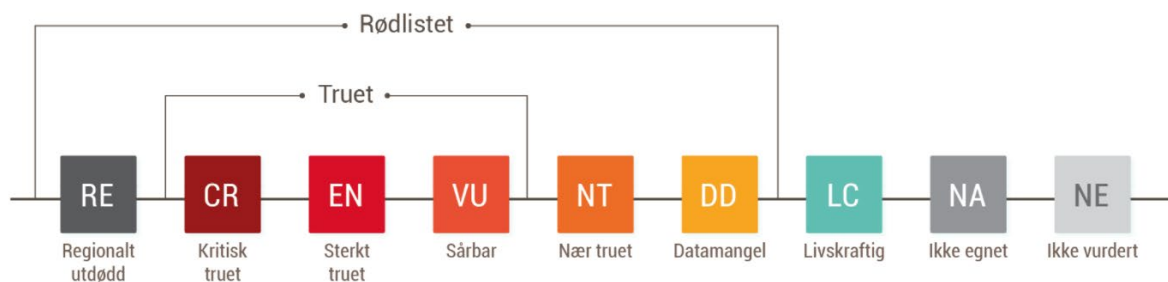 Rødlistet
Truet
RE
CR
EN
VU
NT
DD
LC
NA
NE
Regionalt
utdødd
Kritisk
truet
Sterkt
truet
Sårbar
Nær truet
Datamangel
Livskraftig
Ikke egnet
Ikke vurdert